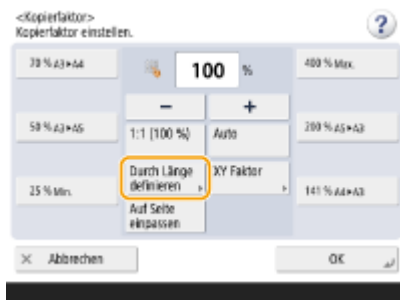 <Kopierfaktor>
Kopierfaktor einstellen.
?
70 % A3►A4
100 %
400 % Max.
− +
50 % A3►A5
1:1 (100 %)
Auto
200 % A5►A3
Durch Länge
definieren
XY Faktor
25 % Min.
141 % A4►A3
Auf Seite
einpassen
× Abbrechen
OK